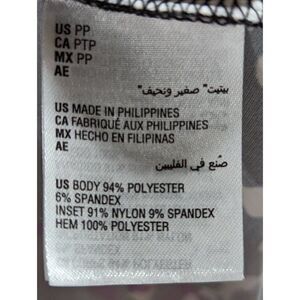 US PP
CA PTP
MX PP
AE
بيتيت" صغير ونحيف"
US MADE IN PHILIPPINES
CA FABRIQUÉ AUX PHILIPPINES
MX HECHO EN FILIPINAS
AE
صُنع في الفلبين
US BODY 94% POLYESTER
6% SPANDEX
INSET 91% NYLON 9% SPANDEX
HEM 100% POLYESTER